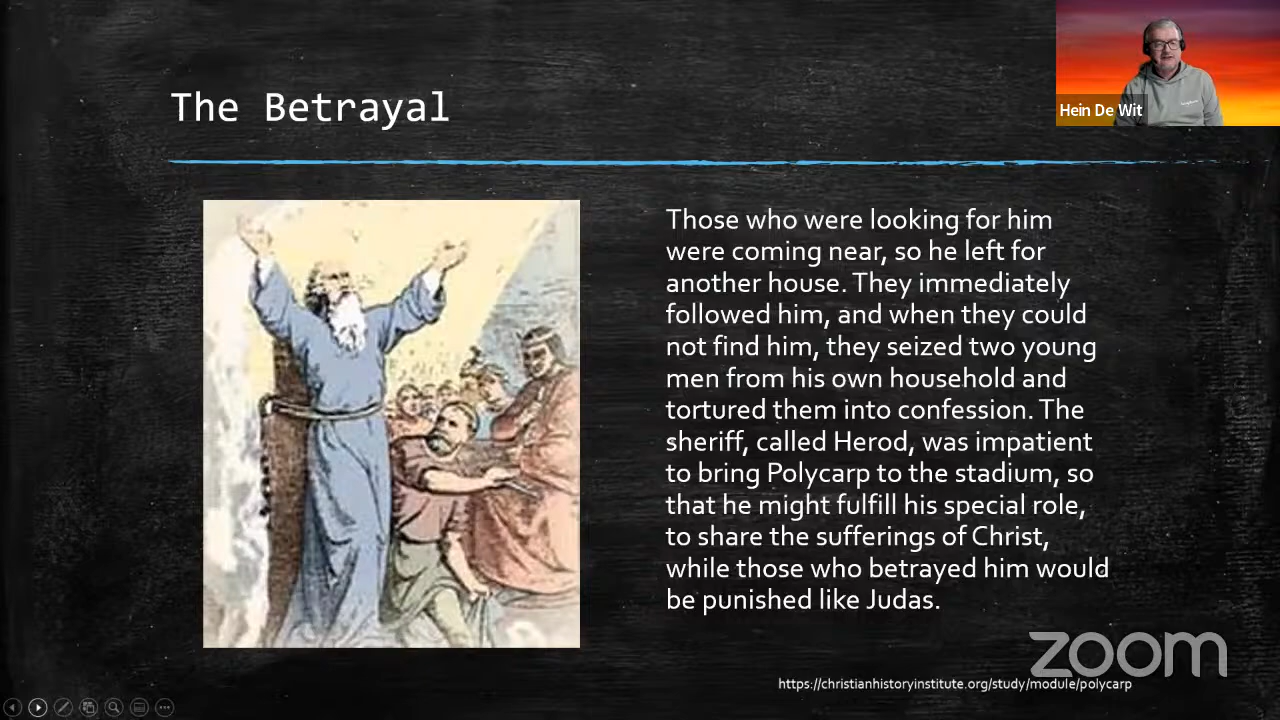 Hein De Wit
The Betrayal
Those who were looking for him
were coming near, so he left for
another house. They immediately
followed him, and when they could
not find him, they seized two young
men from his own household and
tortured them into confession. The
sheriff, called Herod, was impatient
to bring Polycarp to the stadium, so
that he might fulfill his special role,
to share the sufferings of Christ,
while those who betrayed him would
be punished like Judas.
zoom
https://christianhistoryinstitute.org/study/module/polycarp